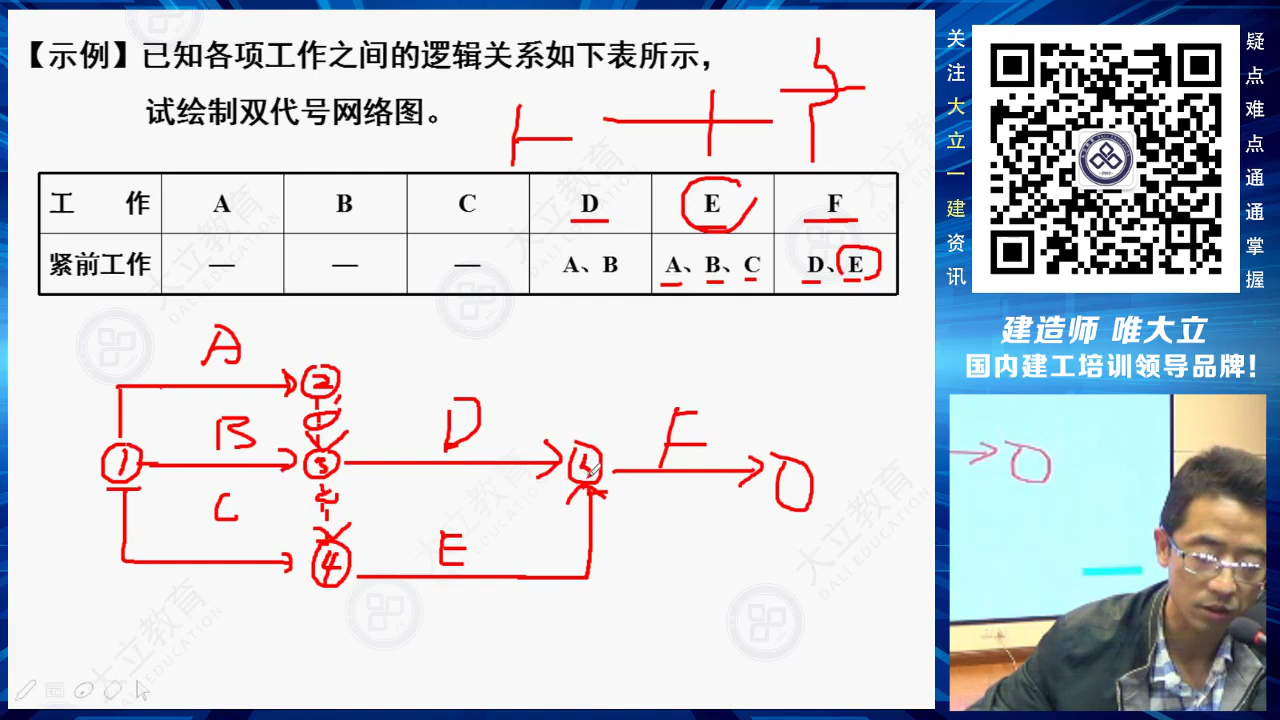 【示例】已知各项工作之间的逻辑关系如下表所示，
试绘制双代号网络图。
工 作 A B C D E F
紧前工作 — — — A、B A、B、C D、E
A
② 
B D F
① ③
C
E
④
关注大立一建资讯
疑点难点通通掌握
建造师 唯大立
国内建工培训领导品牌！
大立教育
DALI EDUCATION